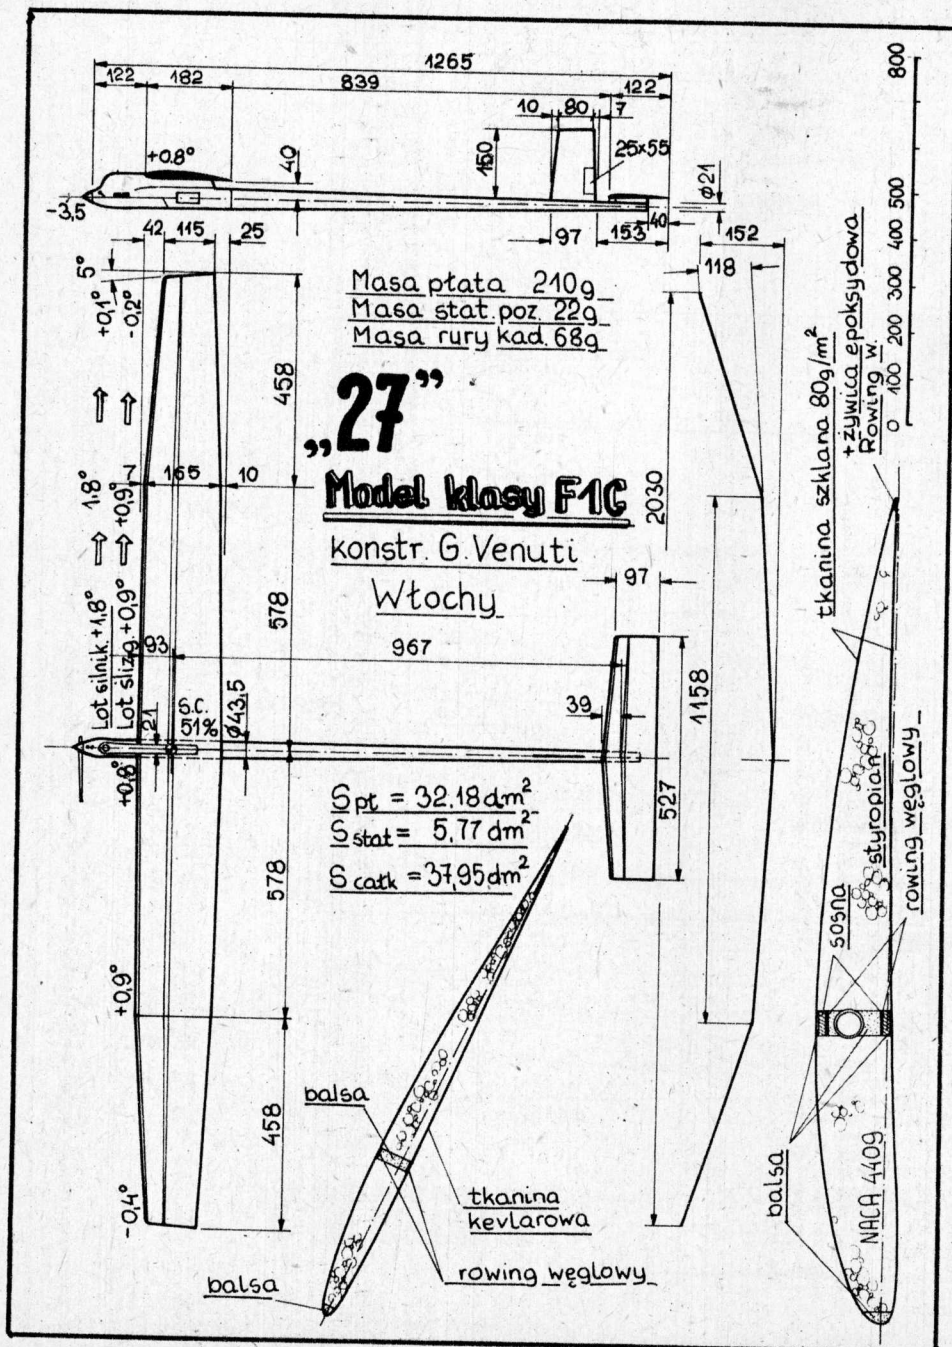 1265
122 182 839 122
10 80 7
+0.8°
40
150
25×55
φ21
-3,5
40
42 115 25
97 153
152
118
5°
+0,1°
-0,2°
Masa płata 210g
Masa stat. poz. 22g
Masa rury kad. 68g
458
„27”
Model klasy F1C
konstr. G. Venuti
Włochy
7 165 10
1.8°
+0,9°
2030
97
578
Lot silnik. +1.8°
Lot ślizg. +0,9°
93
967
21
S.C.
51%
φ43,5
39
1158
+0,8°
527
S pł = 32.18 dm²
S stat = 5,77 dm²
S całk = 37,95 dm²
578
+0,9°
458
-0,4°
balsa
tkanina
kevlarowa
rowing węglowy
balsa
800
500
400
300
200
100
0
tkanina szklana 80g/m²
+ żywica epoksydowa
Rowing w.
sosna
styropian
rowing węglowy
balsa
NACA 4409